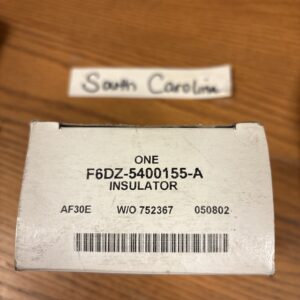 South Carolina
ONE
F6DZ-5400155-A
INSULATOR
AF30E W/O 752367 050802